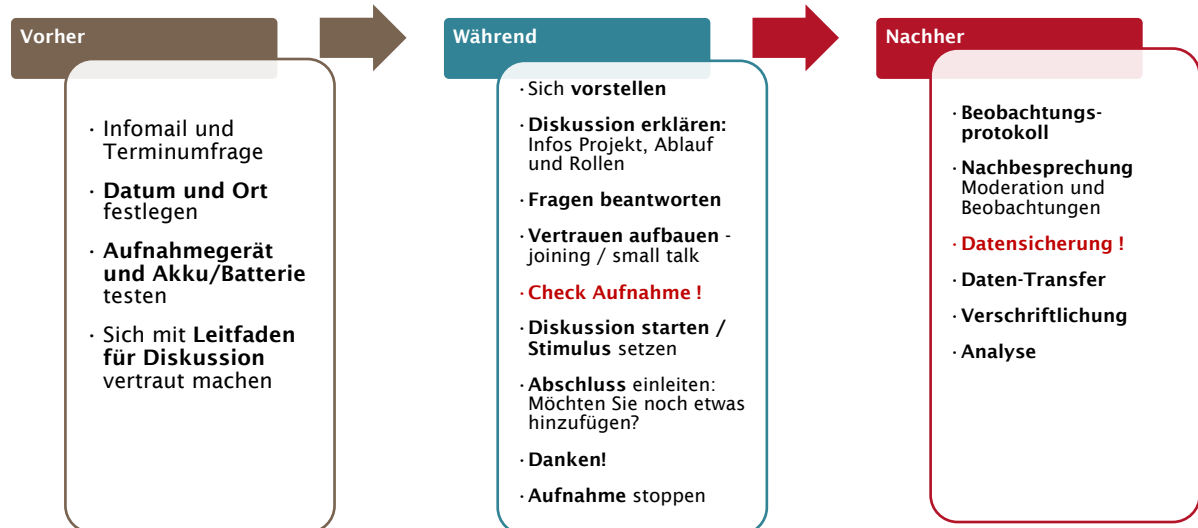 Vorher
· Infomail und
Terminumfrage
· Datum und Ort
festlegen
· Aufnahmegerät
und Akku/Batterie
testen
· Sich mit Leitfaden
für Diskussion
vertraut machen
Während
· Sich vorstellen
· Diskussion erklären:
Infos Projekt, Ablauf
und Rollen
· Fragen beantworten
· Vertrauen aufbauen -
joining / small talk
· Check Aufnahme !
· Diskussion starten /
Stimulus setzen
· Abschluss einleiten:
Möchten Sie noch etwas
hinzufügen?
· Danken!
· Aufnahme stoppen
Nachher
· Beobachtungs-
protokoll
· Nachbesprechung
Moderation und
Beobachtungen
· Datensicherung !
· Daten-Transfer
· Verschriftlichung
· Analyse